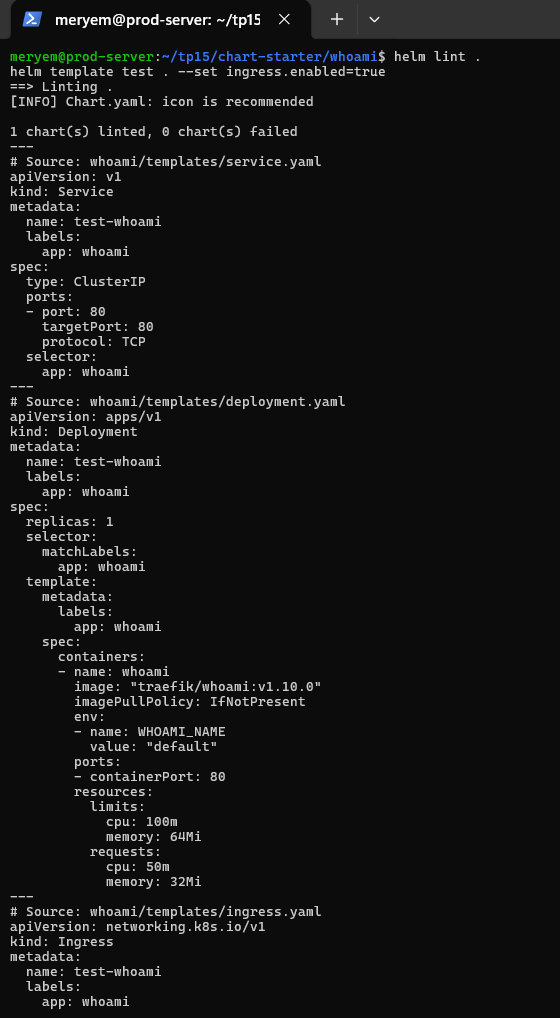 meryem@prod-server: ~/tp15
meryem@prod-server:~/tp15/chart-starter/whoami$ helm lint .
helm template test . --set ingress.enabled=true
==> Linting .
[INFO] Chart.yaml: icon is recommended

1 chart(s) linted, 0 chart(s) failed
---
# Source: whoami/templates/service.yaml
apiVersion: v1
kind: Service
metadata:
  name: test-whoami
  labels:
    app: whoami
spec:
  type: ClusterIP
  ports:
  - port: 80
    targetPort: 80
    protocol: TCP
  selector:
    app: whoami
---
# Source: whoami/templates/deployment.yaml
apiVersion: apps/v1
kind: Deployment
metadata:
  name: test-whoami
  labels:
    app: whoami
spec:
  replicas: 1
  selector:
    matchLabels:
      app: whoami
  template:
    metadata:
      labels:
        app: whoami
    spec:
      containers:
      - name: whoami
        image: "traefik/whoami:v1.10.0"
        imagePullPolicy: IfNotPresent
        env:
        - name: WHOAMI_NAME
          value: "default"
        ports:
        - containerPort: 80
        resources:
          limits:
            cpu: 100m
            memory: 64Mi
          requests:
            cpu: 50m
            memory: 32Mi
---
# Source: whoami/templates/ingress.yaml
apiVersion: networking.k8s.io/v1
kind: Ingress
metadata:
  name: test-whoami
  labels:
    app: whoami